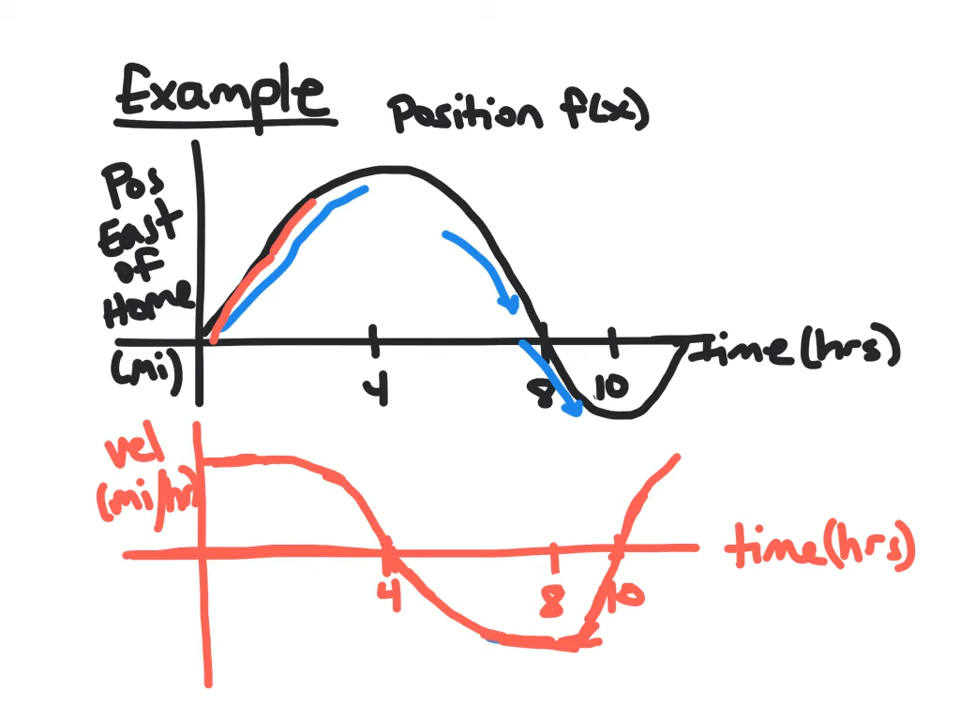 Example
Position f(x)
Pos
East
of
Home
(mi)
time (hrs)
4
8
10
vel
(mi/hr)
time (hrs)
4
8
10